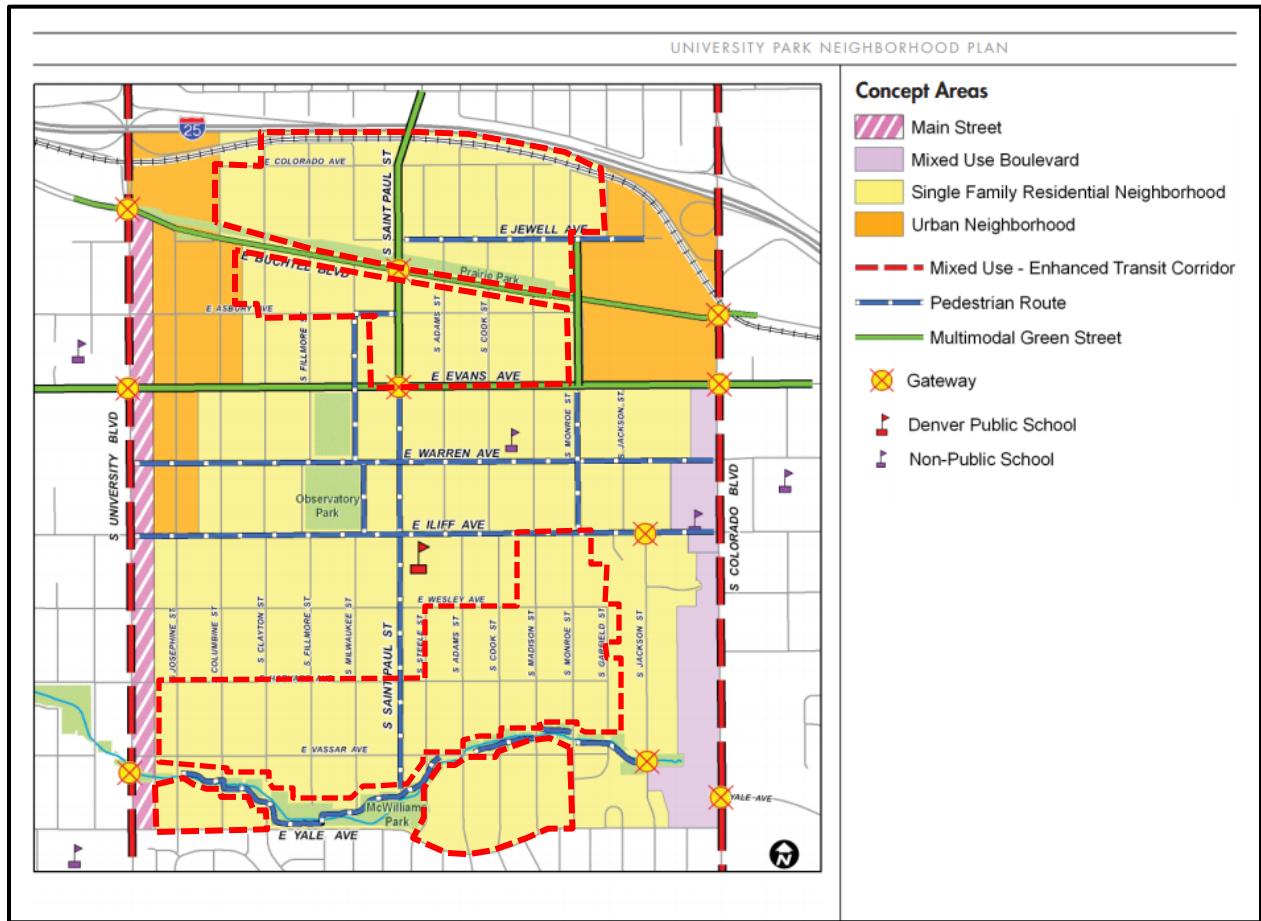 UNIVERSITY PARK NEIGHBORHOOD PLAN
Concept Areas
Main Street
Mixed Use Boulevard
Single Family Residential Neighborhood
Urban Neighborhood
Mixed Use - Enhanced Transit Corridor
Pedestrian Route
Multimodal Green Street
Gateway
Denver Public School
Non-Public School
25
E COLORADO AVE
S SAINT PAUL ST
E JEWELL AVE
E BUCHTEL BLVD
Prairie Park
E ASBURY AVE
S FILLMORE ST
S ADAMS ST
S COOK ST
E EVANS AVE
S UNIVERSITY BLVD
S MONROE ST
S JACKSON ST
E WARREN AVE
Observatory
Park
E ILIFF AVE
S COLORADO BLVD
E WESLEY AVE
S JOSEPHINE ST
COLUMBINE ST
S CLAYTON ST
S FILLMORE ST
S MILWAUKEE ST
S SAINT PAUL ST
S STEELE ST
S ADAMS ST
S COOK ST
S MADISON ST
S MONROE ST
S GARFIELD ST
S JACKSON ST
E VASSAR AVE
McWilliams
Park
E YALE AVE
YALE AVE
N